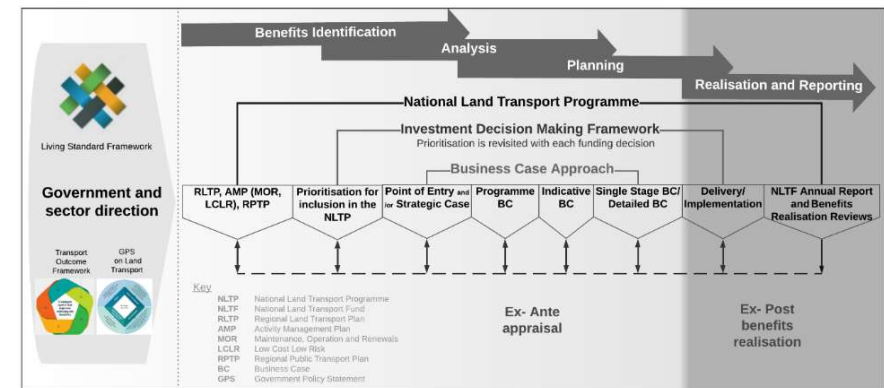 Benefits Identification
Analysis
Planning
Realisation and Reporting
National Land Transport Programme
Investment Decision Making Framework
Prioritisation is revisited with each funding decision
Business Case Approach
Living Standard Framework
Government and
sector direction
Transport
Outcome
Framework
GPS
on Land
Transport
RLTP, AMP (MOR,
LCLR), RPTP
Prioritisation for
inclusion in the
NLTP
Point of Entry and
/or Strategic Case
Programme
BC
Indicative
BC
Single Stage BC/
Detailed BC
Delivery/
Implementation
NLTF Annual Report
and Benefits
Realisation Reviews
Key
NLTP National Land Transport Programme
NLTF National Land Transport Fund
RLTP Regional Land Transport Plan
AMP Activity Management Plan
MOR Maintenance, Operation and Renewals
LCLR Low Cost Low Risk
RPTP Regional Public Transport Plan
BC Business Case
GPS Government Policy Statement
Ex- Ante
appraisal
Ex- Post
benefits
realisation